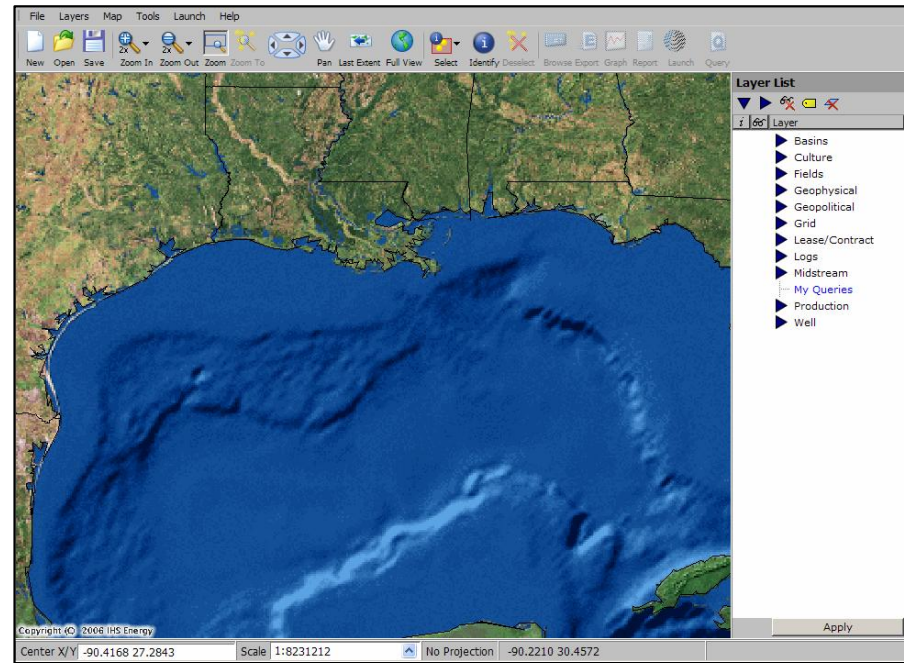 File Layers Map Tools Launch Help
New Open Save Zoom In Zoom Out Zoom Zoom To Pan Last Extent Full View Select Identify Deselect Browse Export Graph Report Launch Query
2X 2X
Layer List
i Layer
Basins
Culture
Fields
Geophysical
Geopolitical
Grid
Lease/Contract
Logs
Midstream
My Queries
Production
Well
Copyright (C) 2006 IHS Energy
Apply
Center X/Y -90.4168 27.2843 Scale 1:8231212 No Projection -90.2210 30.4572